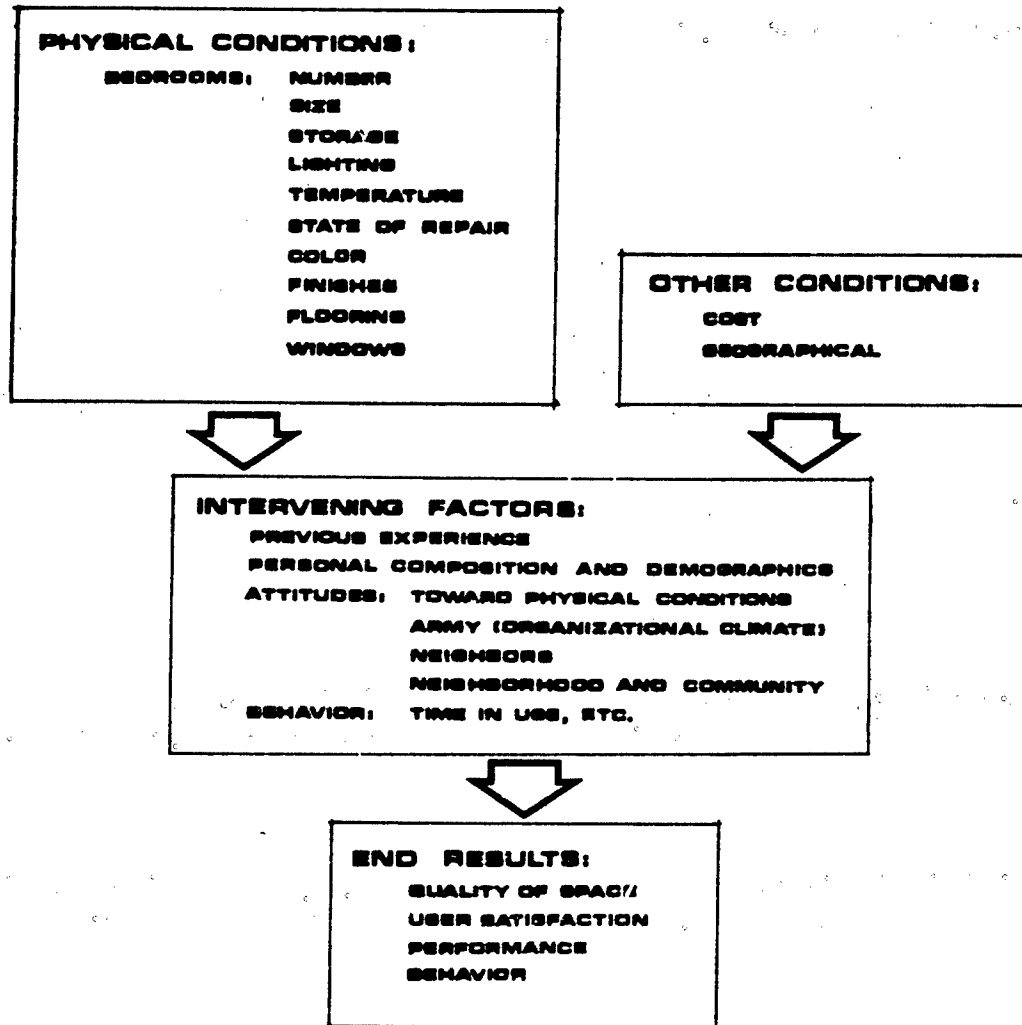 PHYSICAL CONDITIONS:
BEDROOMS: NUMBER
SIZE
STORAGE
LIGHTING
TEMPERATURE
STATE OF REPAIR
COLOR
FINISHES
FLOORING
WINDOWS
OTHER CONDITIONS:
COST
GEOGRAPHICAL
INTERVENING FACTORS:
PREVIOUS EXPERIENCE
PERSONAL COMPOSITION AND DEMOGRAPHICS
ATTITUDES: TOWARD PHYSICAL CONDITIONS
ARMY (ORGANIZATIONAL CLIMATE)
NEIGHBORS
NEIGHBORHOOD AND COMMUNITY
BEHAVIOR: TIME IN USE, ETC.
END RESULTS:
QUALITY OF SPACE
USER SATISFACTION
PERFORMANCE
BEHAVIOR